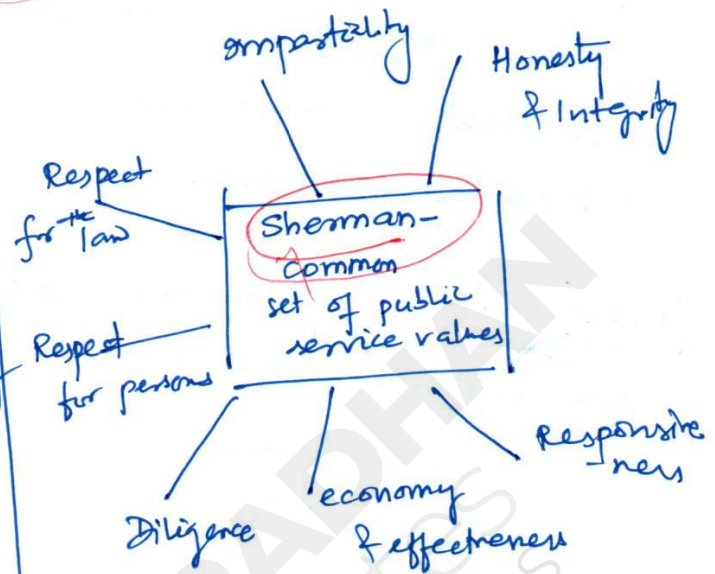 Impartiality
Honesty
& Integrity
Respect
for the law
Sherman-
common
set of public
service values
Respect
for persons
Responsive
-ness
Diligence
economy
& effectiveness
ADHAN